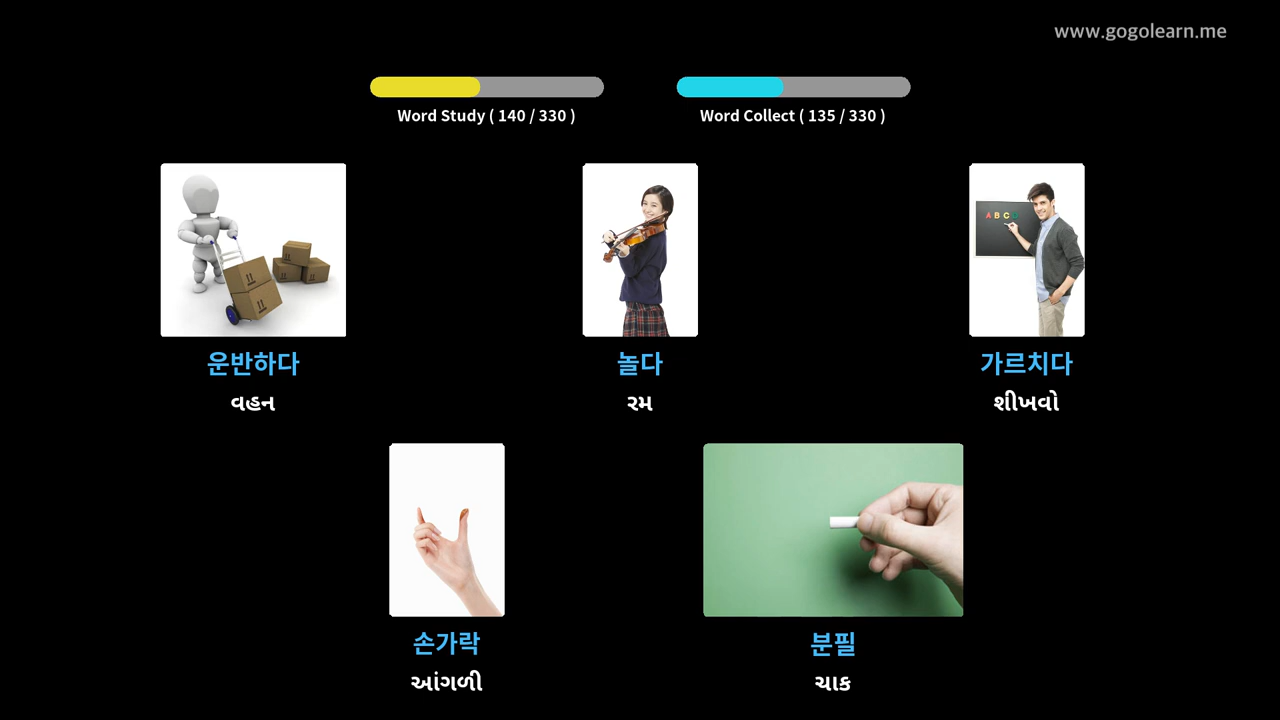 www.gogolearn.me
Word Study ( 140 / 330 )
Word Collect ( 135 / 330 )
A B C D
운반하다
놀다
가르치다
વહન
રમ
શીખવો
손가락
분필
આંગળી
ચાક